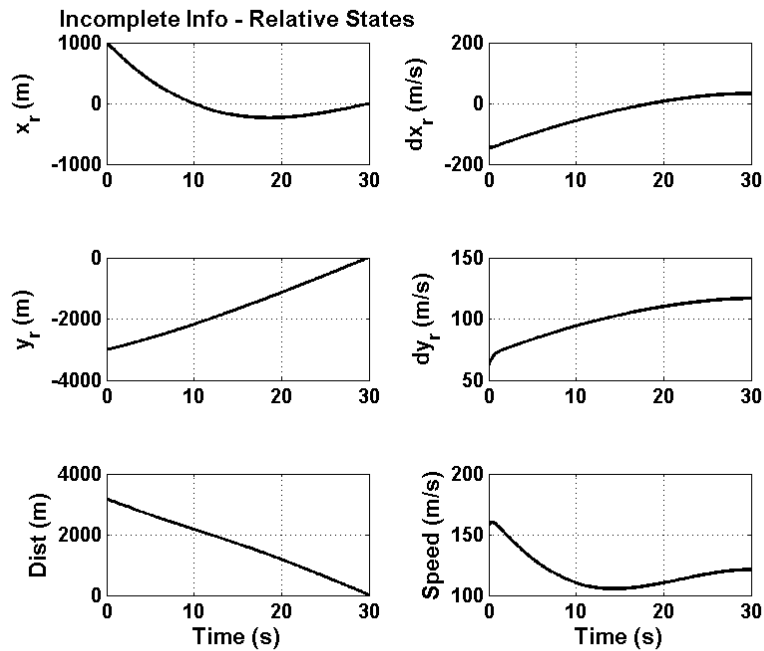 Incomplete Info - Relative States
1000
0
-1000
0 10 20 30
x_r (m)
200
0
-200
0 10 20 30
dx_r (m/s)
0
-2000
-4000
0 10 20 30
y_r (m)
150
100
50
0 10 20 30
dy_r (m/s)
4000
2000
0
0 10 20 30
Dist (m)
Time (s)
200
150
100
0 10 20 30
Speed (m/s)
Time (s)